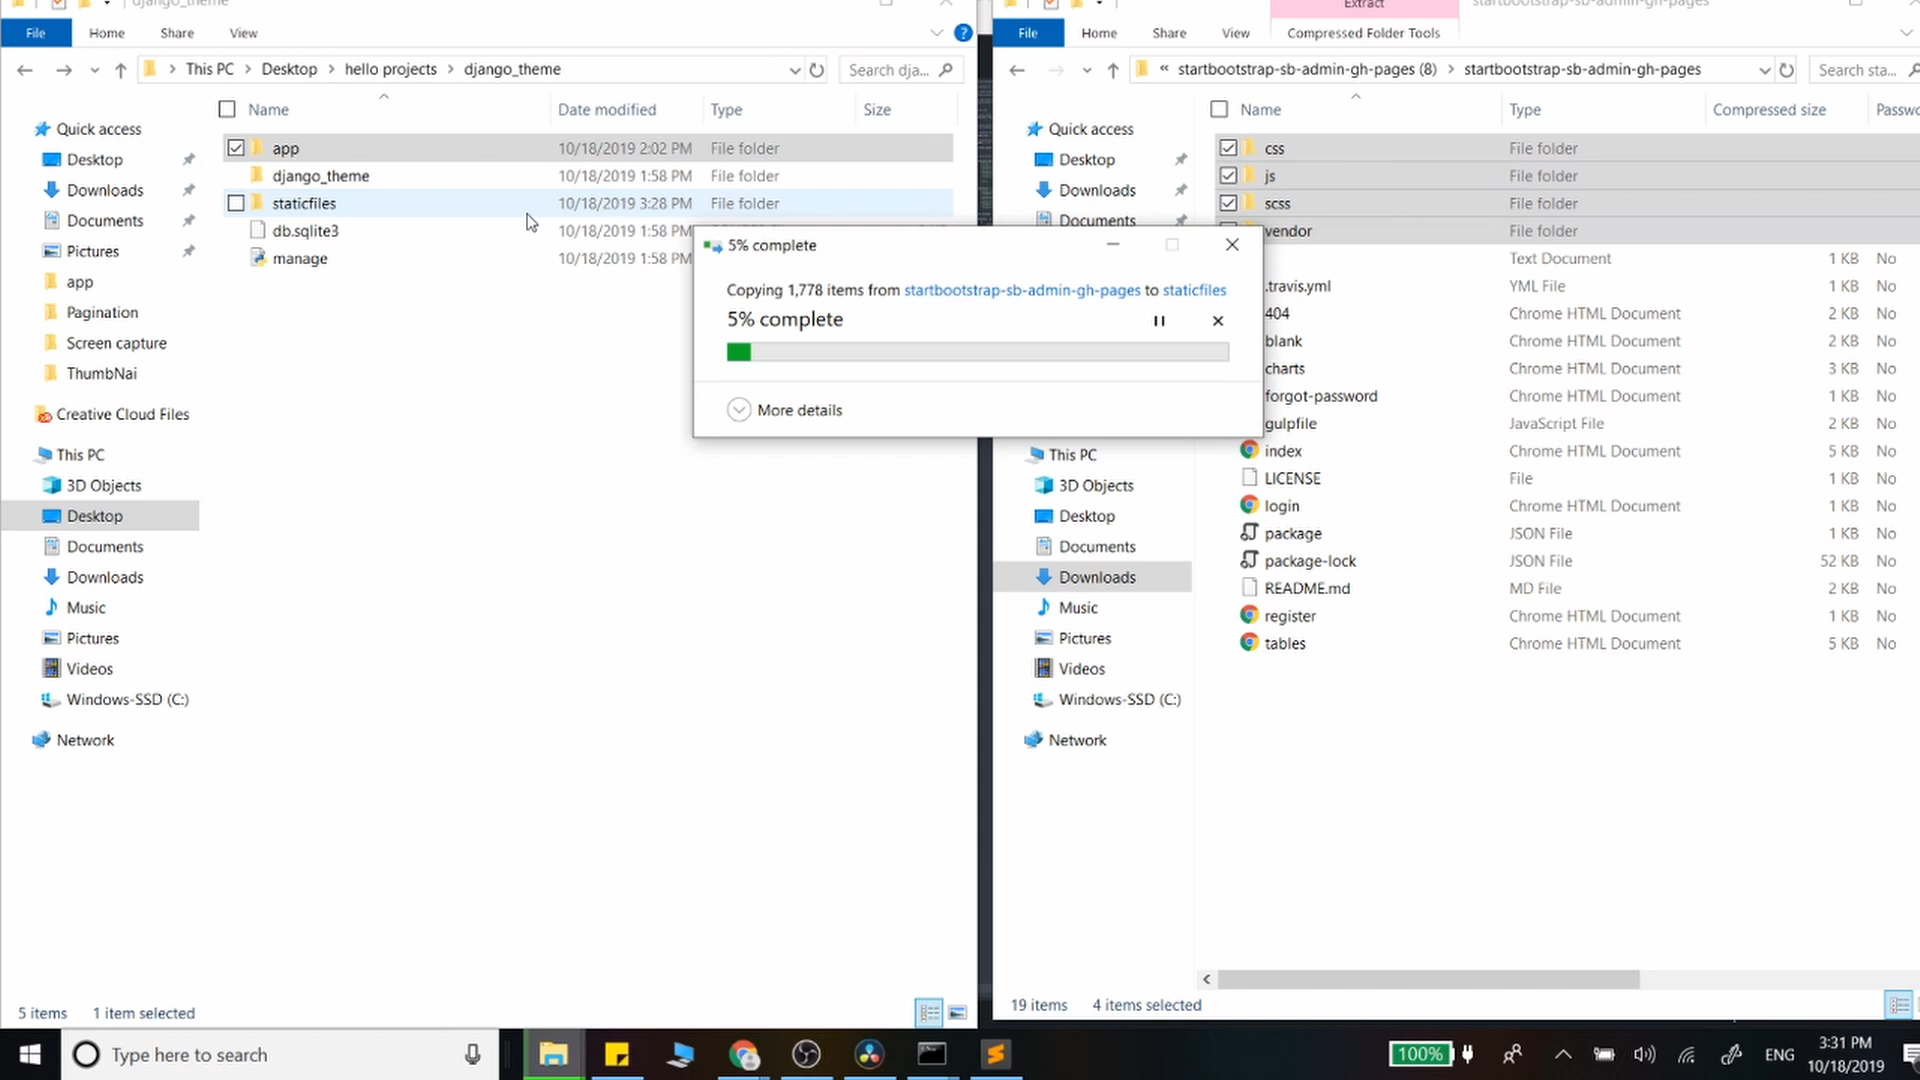 django_theme
File Home Share View
This PC Desktop hello projects django_theme
Search dja...
Name Date modified Type Size
Quick access
Desktop
Downloads
Documents
Pictures
app
Pagination
Screen capture
ThumbNai
Creative Cloud Files
This PC
3D Objects
Desktop
Documents
Downloads
Music
Pictures
Videos
Windows-SSD (C:)
Network
app 10/18/2019 2:02 PM File folder
django_theme 10/18/2019 1:58 PM File folder
staticfiles 10/18/2019 3:28 PM File folder
db.sqlite3 10/18/2019 1:58 PM
manage 10/18/2019 1:58 PM
5 items 1 item selected
5% complete
Copying 1,778 items from startbootstrap-sb-admin-gh-pages to staticfiles
5% complete
More details
Extract startbootstrap-sb-admin-gh-pages
File Home Share View Compressed Folder Tools
« startbootstrap-sb-admin-gh-pages (8) startbootstrap-sb-admin-gh-pages
Search sta...
Name Type Compressed size Passwo
Quick access
Desktop
Downloads
Documents
This PC
3D Objects
Desktop
Documents
Downloads
Music
Pictures
Videos
Windows-SSD (C:)
Network
css File folder
js File folder
scss File folder
vendor File folder
Text Document 1 KB No
.travis.yml YML File 1 KB No
404 Chrome HTML Document 2 KB No
blank Chrome HTML Document 2 KB No
charts Chrome HTML Document 3 KB No
forgot-password Chrome HTML Document 1 KB No
gulpfile JavaScript File 2 KB No
index Chrome HTML Document 5 KB No
LICENSE File 1 KB No
login Chrome HTML Document 1 KB No
package JSON File 1 KB No
package-lock JSON File 52 KB No
README.md MD File 2 KB No
register Chrome HTML Document 1 KB No
tables Chrome HTML Document 5 KB No
19 items 4 items selected
Type here to search
100%
ENG
3:31 PM
10/18/2019